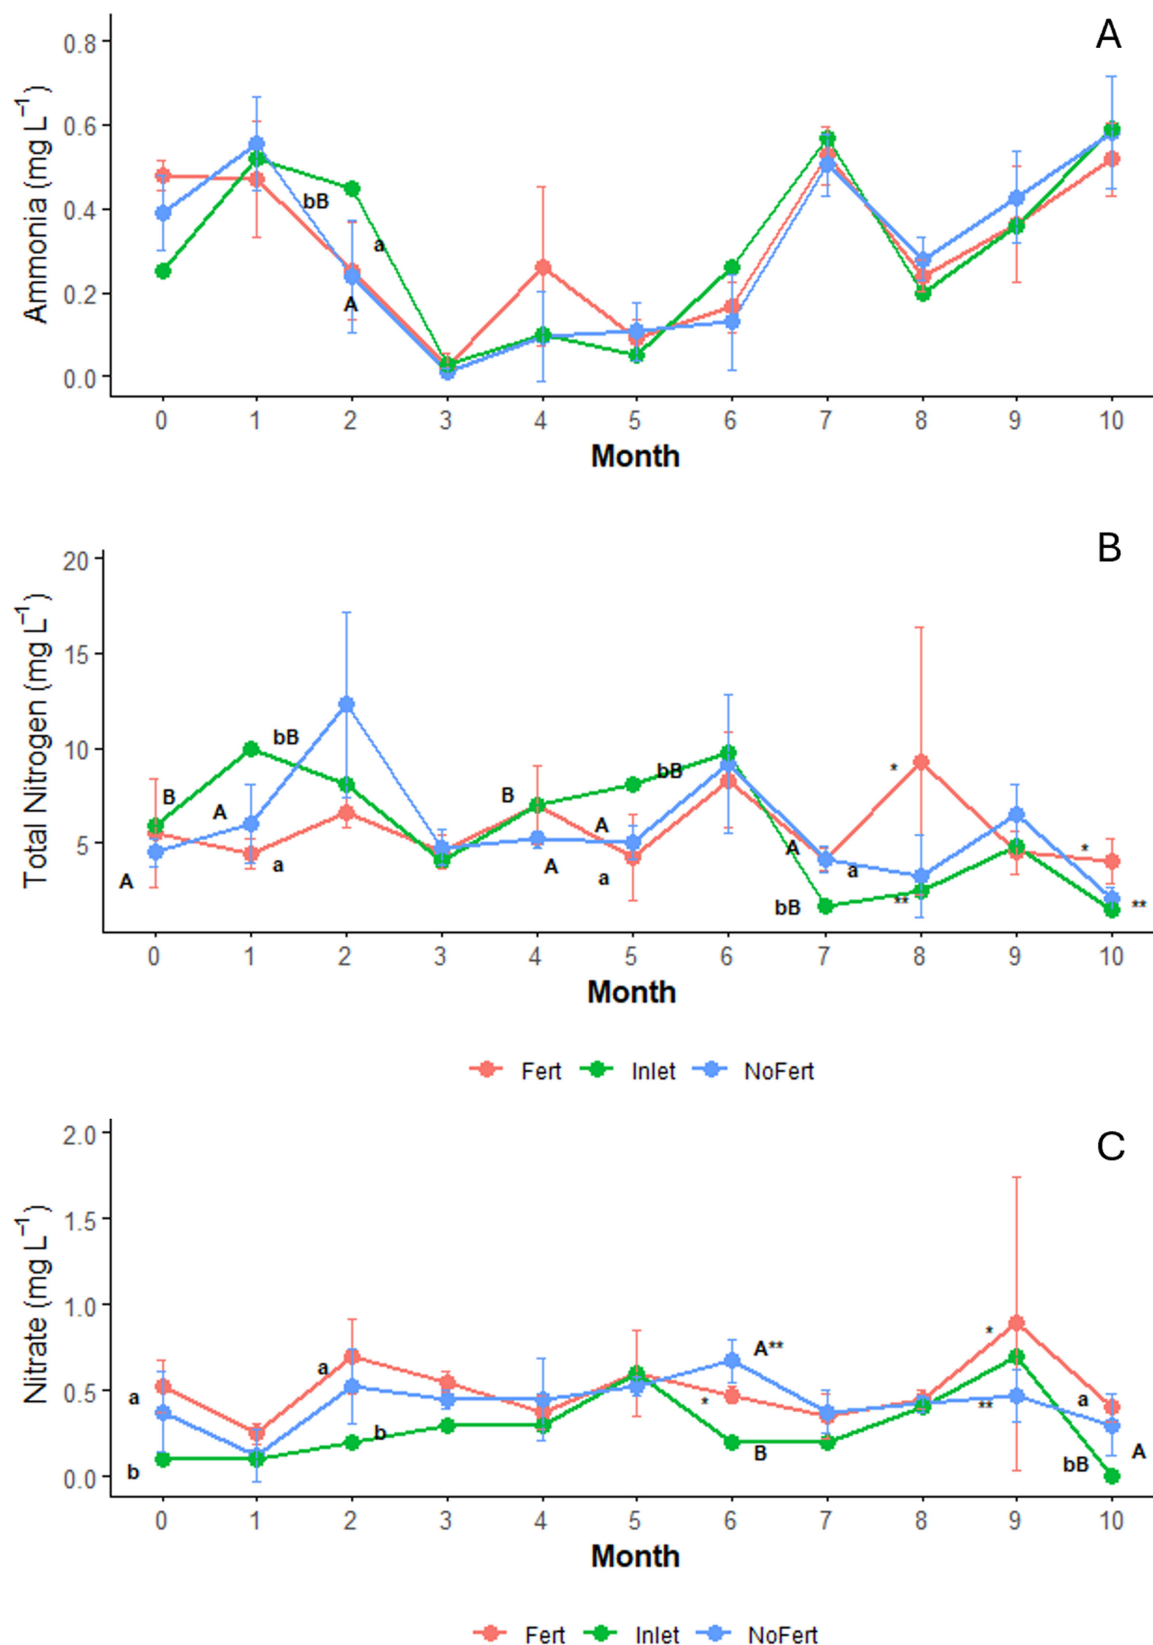 A
Ammonia (mg L⁻¹)
0.8
0.6
0.4
0.2
0.0
bB
a
A
0 1 2 3 4 5 6 7 8 9 10
Month
B
Total Nitrogen (mg L⁻¹)
20
15
10
5
B
A
bB
A
a
B
A
bB
A
a
A
a
bB
*
**
*
**
0 1 2 3 4 5 6 7 8 9 10
Month
Fert Inlet NoFert
C
Nitrate (mg L⁻¹)
2.0
1.5
1.0
0.5
0.0
a
b
a
b
A**
*
B
*
**
a
A
bB
0 1 2 3 4 5 6 7 8 9 10
Month
Fert Inlet NoFert